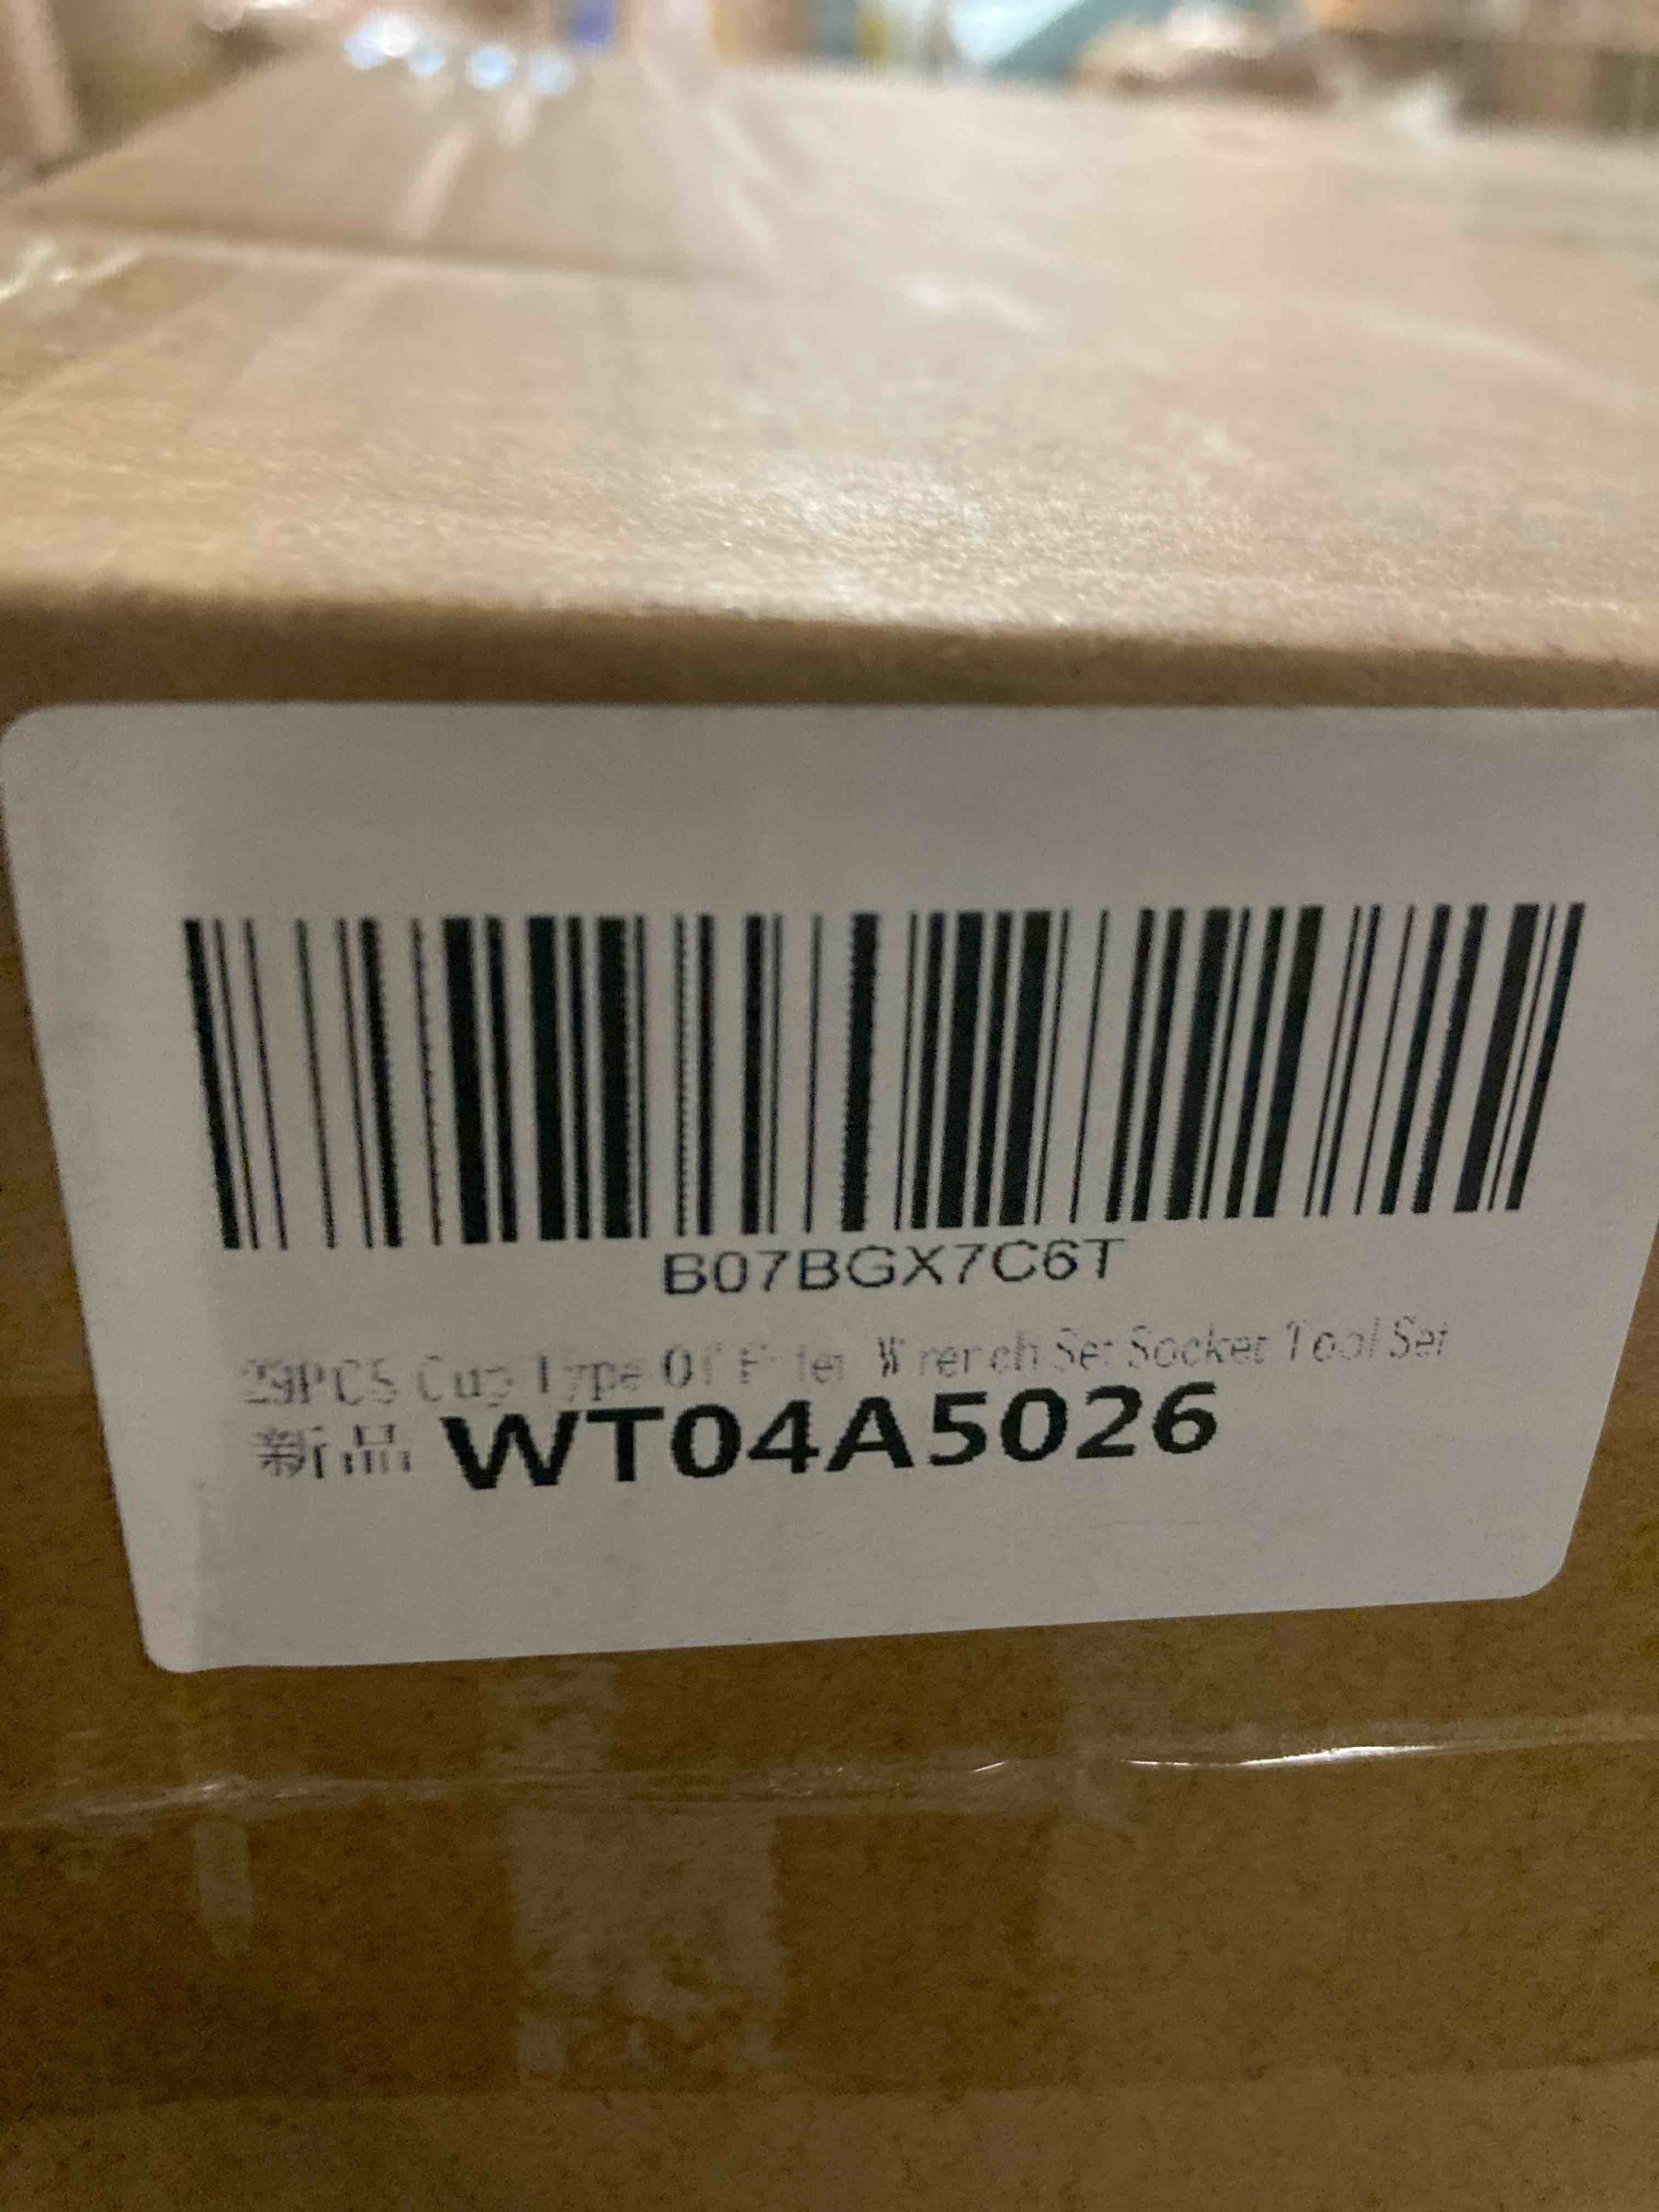 B07BGX7C6T
29PCS Cup Type Oil Filter Wrench Set Socket Tool Set
新品 WT04A5026